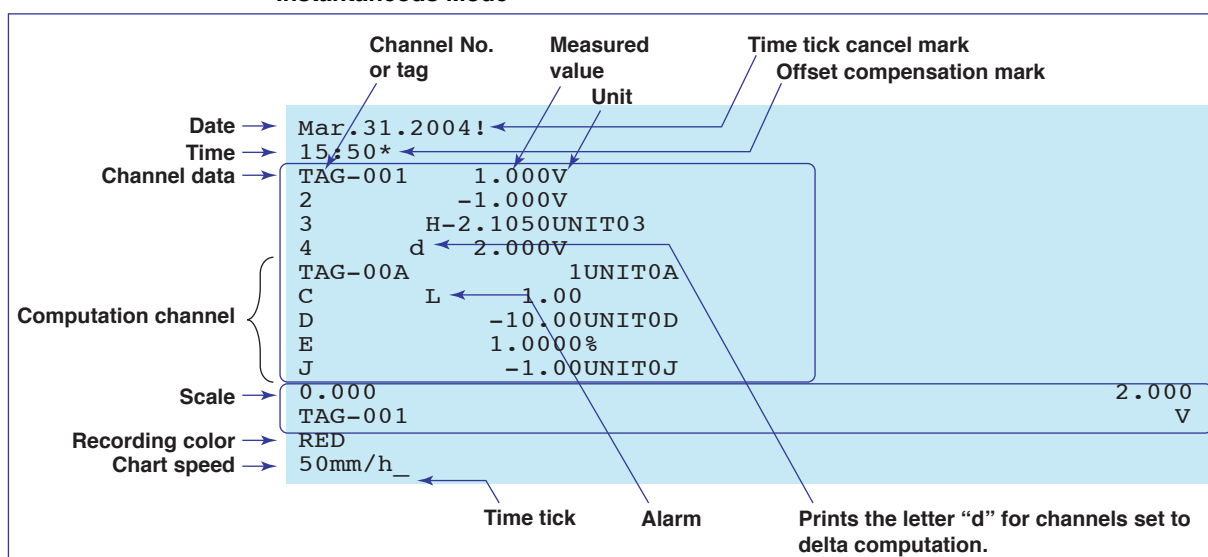 Instantaneous Mode
Channel No. or tag
Measured value
Unit
Time tick cancel mark
Offset compensation mark
Date
Mar.31.2004!
Time
15:50*
Channel data
TAG-001 1.000V
2 -1.000V
3 H-2.1050UNIT03
4 d 2.000V
Computation channel
TAG-00A 1UNIT0A
C L 1.00
D -10.00UNIT0D
E 1.0000%
J -1.00UNIT0J
Scale
0.000 2.000
TAG-001 V
Recording color
RED
Chart speed
50mm/h_
Time tick
Alarm
Prints the letter “d” for channels set to
delta computation.